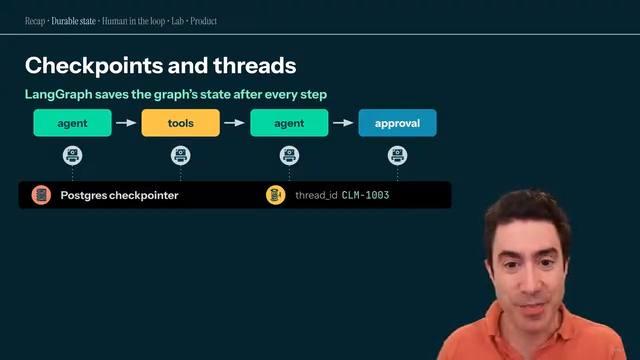 Recap • Durable state • Human in the loop • Lab • Product
Checkpoints and threads
LangGraph saves the graph's state after every step
agent
tools
agent
approval
Postgres checkpointer
thread_id CLM-1003